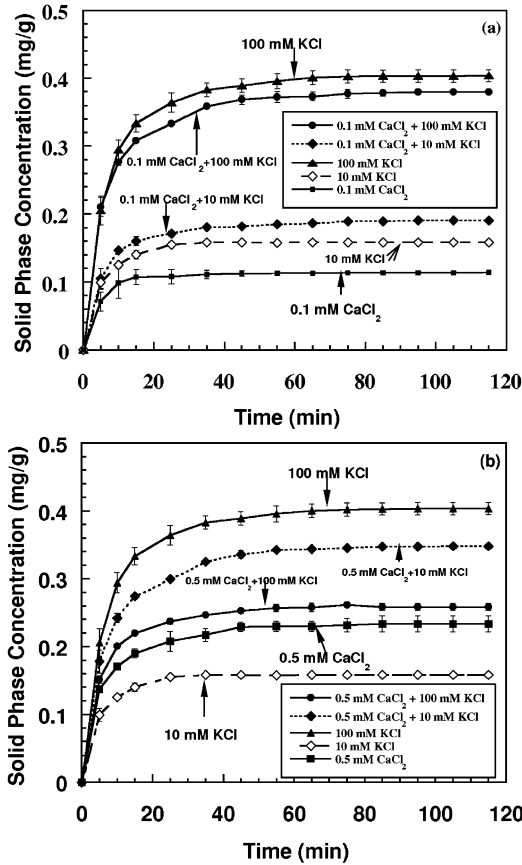 (a)
Solid Phase Concentration (mg/g)
0.5
0.4
0.3
0.2
0.1
0
100 mM KCl
0.1 mM CaCl2+100 mM KCl
0.1 mM CaCl2+10 mM KCl
10 mM KCl
0.1 mM CaCl2
0.1 mM CaCl2 + 100 mM KCl
0.1 mM CaCl2 + 10 mM KCl
100 mM KCl
10 mM KCl
0.1 mM CaCl2
0 20 40 60 80 100 120
Time (min)
(b)
Solid Phase Concentration (mg/g)
0.5
0.4
0.3
0.2
0.1
0
100 mM KCl
0.5 mM CaCl2+100 mM KCl
0.5 mM CaCl2+10 mM KCl
0.5 mM CaCl2
10 mM KCl
0.5 mM CaCl2 + 100 mM KCl
0.5 mM CaCl2 + 10 mM KCl
100 mM KCl
10 mM KCl
0.5 mM CaCl2
0 20 40 60 80 100 120
Time (min)